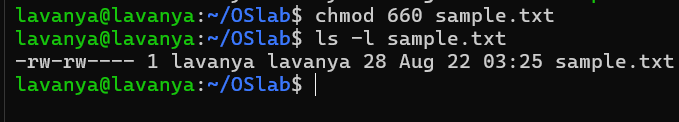 lavanya@lavanya:~/OSlab$ chmod 660 sample.txt
lavanya@lavanya:~/OSlab$ ls -l sample.txt
-rw-rw---- 1 lavanya lavanya 28 Aug 22 03:25 sample.txt
lavanya@lavanya:~/OSlab$